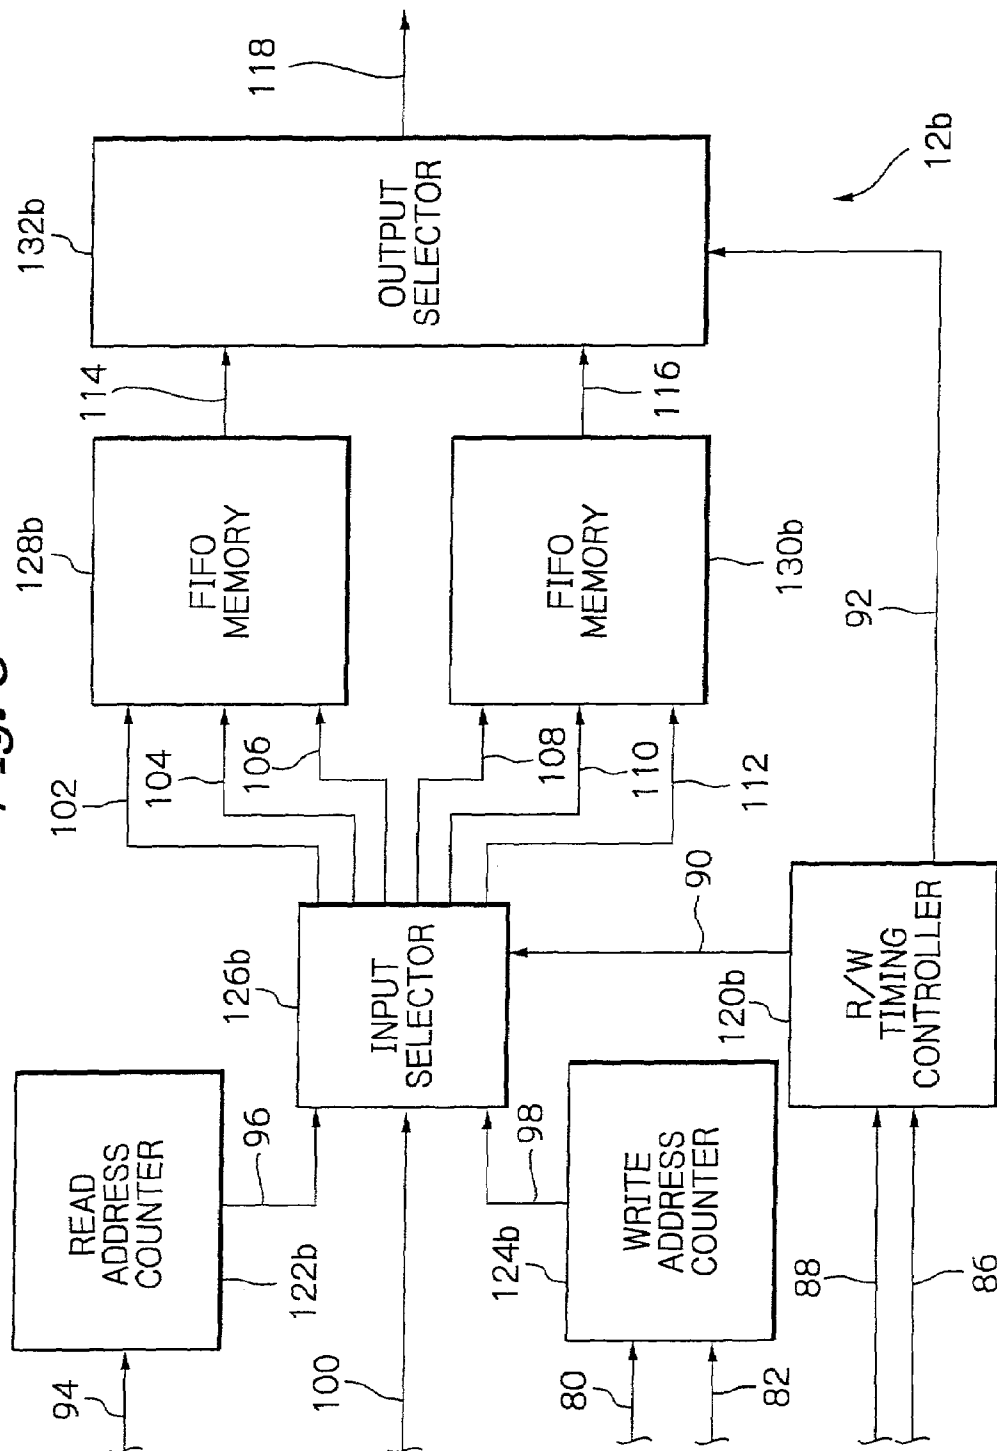 118
132b
OUTPUT
SELECTOR
12b
114
116
128b
FIFO
MEMORY
FIFO
MEMORY
130b
92
102
104
106
108
110
112
126b
INPUT
SELECTOR
90
120b
R/W
TIMING
CONTROLLER
READ
ADDRESS
COUNTER
122b
96
98
124b
WRITE
ADDRESS
COUNTER
94
100
80
82
88
86